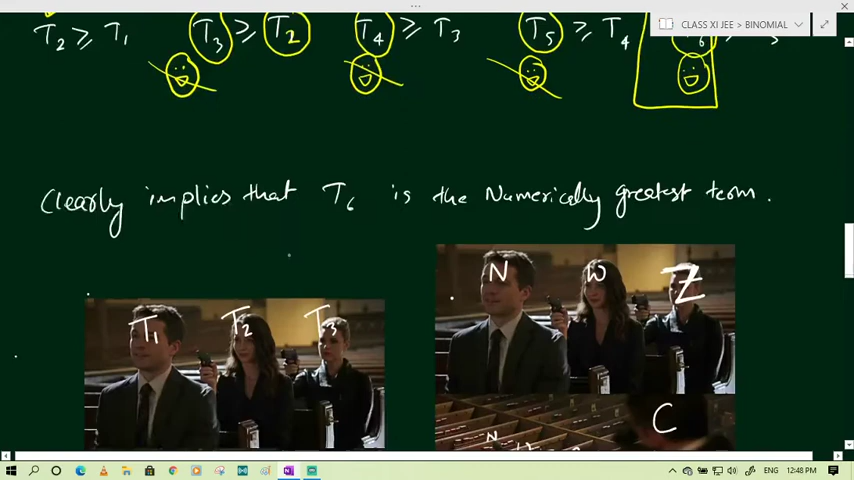 CLASS XI JEE > BINOMIAL
T₂ ≥ T₁ T₃ ≥ T₂ T₄ ≥ T₃ T₅ ≥ T₄
Clearly implies that T₆ is the Numerically greatest term.
N W Z
T₁ T₂ T₃
C
N
ENG 12:48 PM